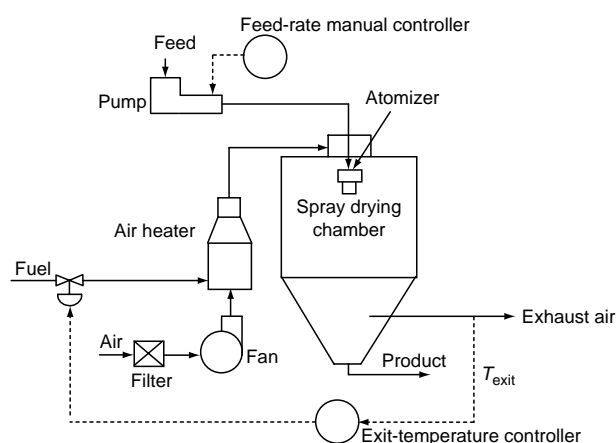 Feed-rate manual controller
Feed
Pump
Atomizer
Spray drying
chamber
Air heater
Fuel
Exhaust air
Air
Fan
Filter
Product
T exit
Exit-temperature controller